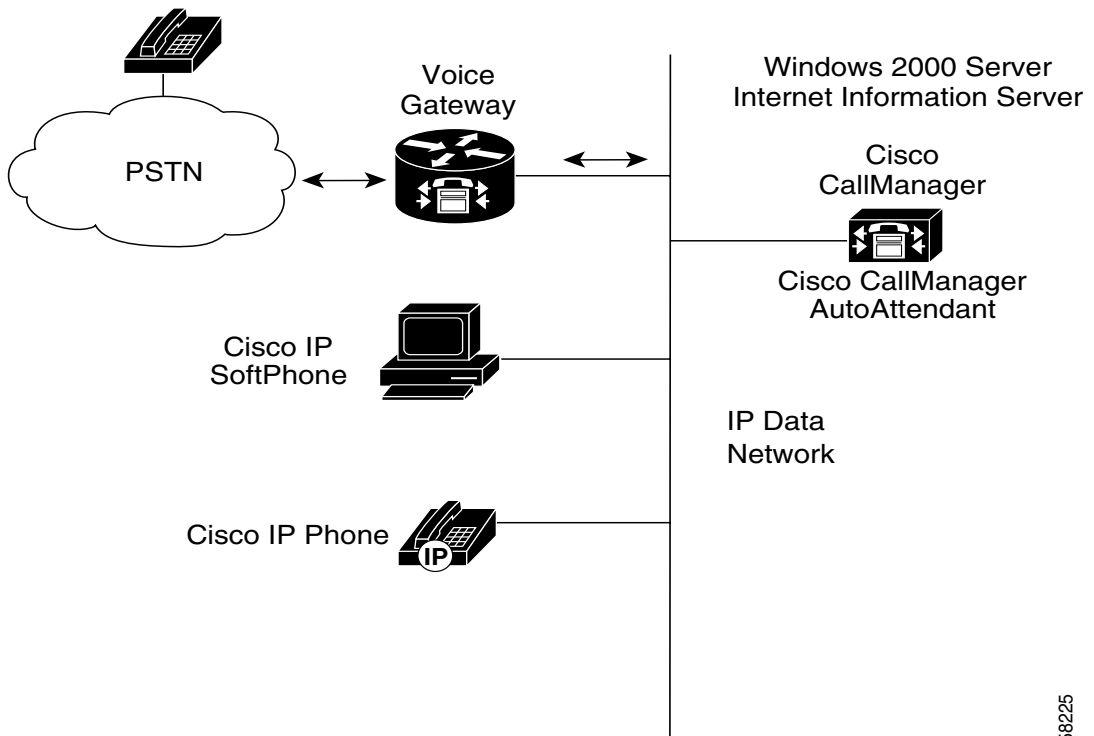 Voice
Gateway
Windows 2000 Server
Internet Information Server
PSTN
Cisco
CallManager
Cisco CallManager
AutoAttendant
Cisco IP
SoftPhone
IP Data
Network
Cisco IP Phone
IP